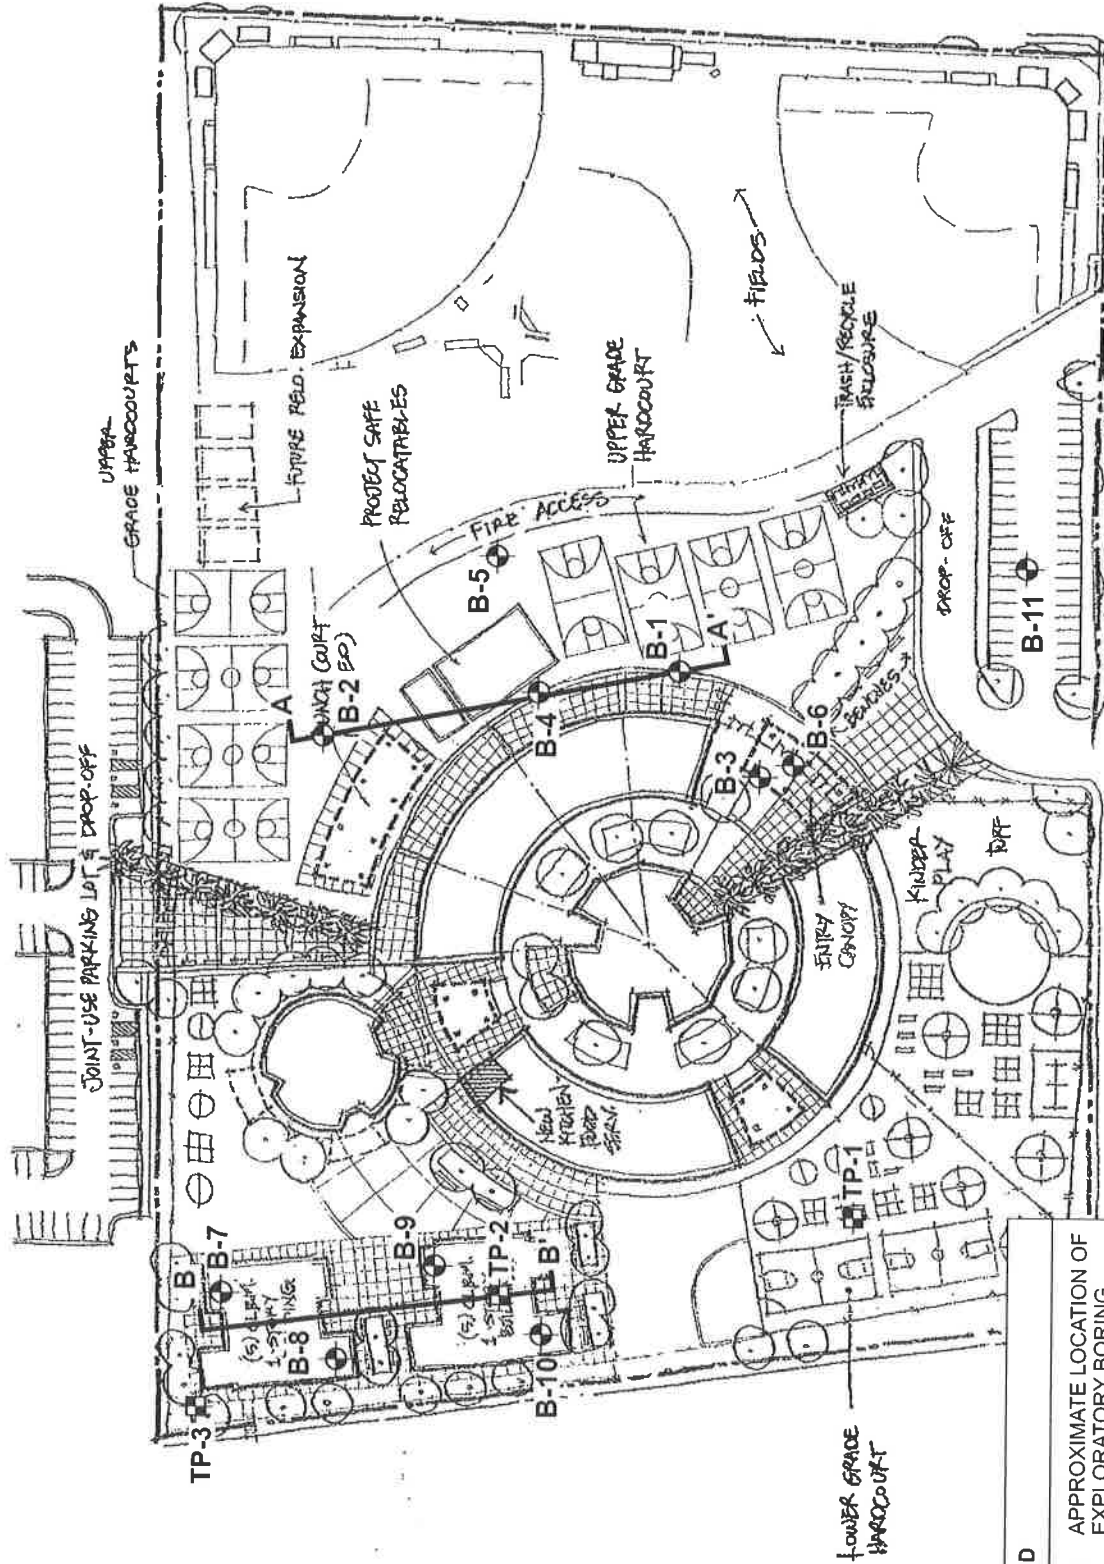 UPPER
GRADE HARDCOURTS
JOINT-USE PARKING LOT & DROP-OFF
FUTURE RELO. EXPANSION
PROJECT SAFE
RELOCATABLES
FIRE ACCESS
UPPER GRADE
HARDCOURT
FIELDS
TRASH/RECYCLE
ENCLOSURE
DROP-OFF
A
LUNCH COURT
B-2
B-5
B-1
A'
B-4
B-3
B-6
BENCHES
B-11
KINDER
PLAY
TURF
ENTRY
CANOPY
NEW
KITCHEN/
FOOD
SERV.
B
B-7
B-9
B-8
TP-2
B'
B-10
TP-3
TP-1
LOWER GRADE
HARDCOURT
D
APPROXIMATE LOCATION OF
EXPLORATORY BORING